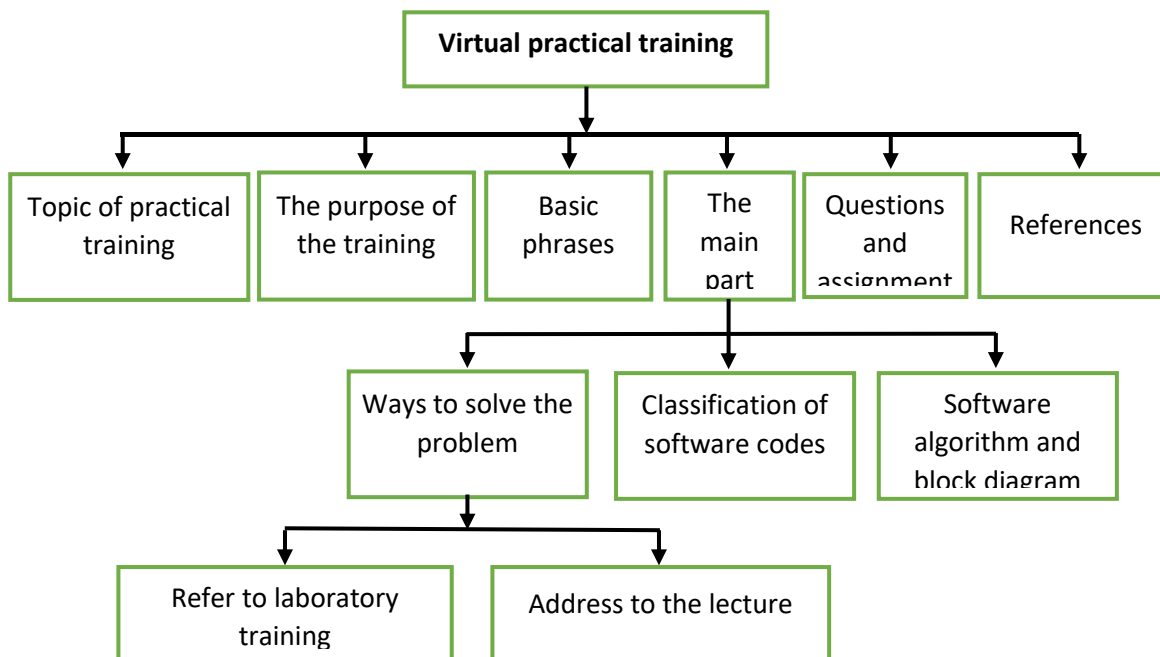 Virtual practical training
Topic of practical
training
The purpose of
the training
Basic
phrases
The
main
part
Questions
and
assignment
References
Ways to solve the
problem
Classification of
software codes
Software
algorithm and
block diagram
Refer to laboratory
training
Address to the lecture